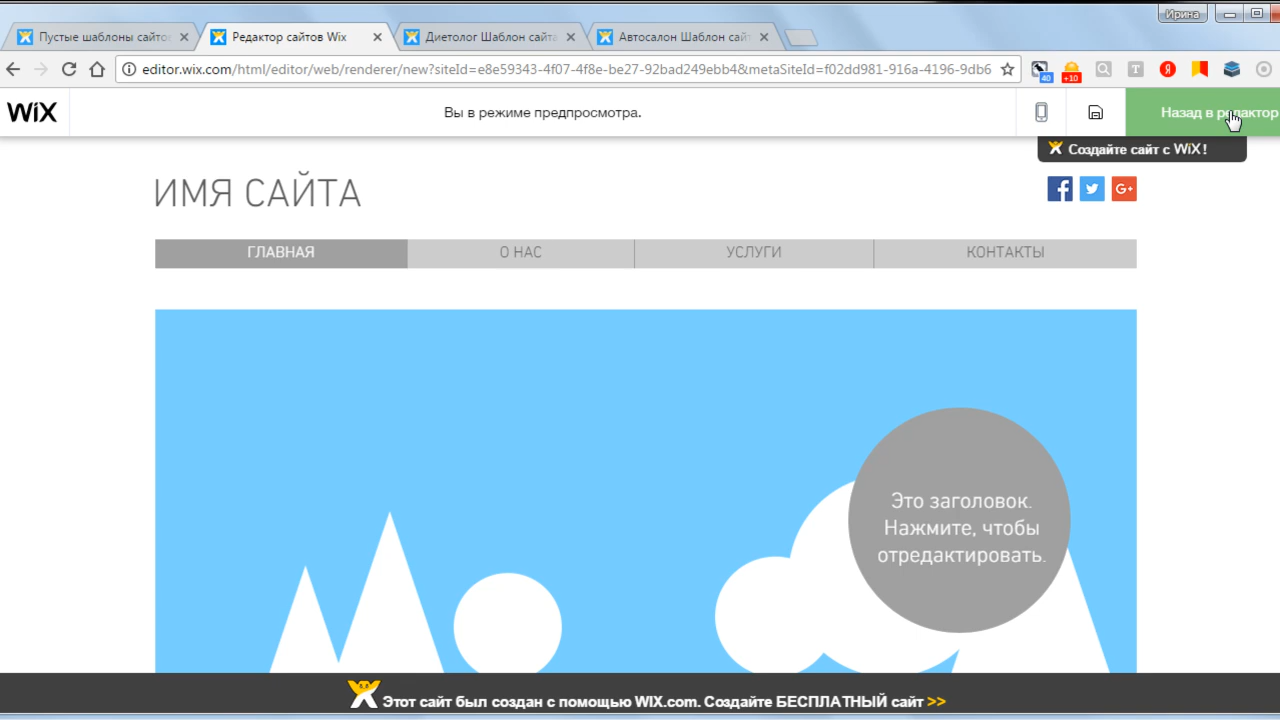 Ирина
Пустые шаблоны сайтов
Редактор сайтов Wix
Диетолог Шаблон сайта
Автосалон Шаблон сайт
editor.wix.com/html/editor/web/renderer/new?siteId=e8e59343-4f07-4f8e-be27-92bad249ebb4&metaSiteId=f02dd981-916a-4196-9db6
40
+10
T
Я
WiX
Вы в режиме предпросмотра.
Назад в редактор
Создайте сайт с WiX!
ИМЯ САЙТА
f
G+
ГЛАВНАЯ
О НАС
УСЛУГИ
КОНТАКТЫ
Это заголовок.
Нажмите, чтобы
отредактировать.
Этот сайт был создан с помощью WIX.com. Создайте БЕСПЛАТНЫЙ сайт >>